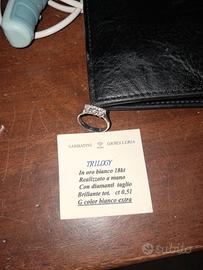 SABBATINI GIOIELLERIA
TRILOGY
In oro bianco 18kt
Realizzato a mano
Con diamanti taglio
Brillante tot. ct 0,51
G color bianco extra
subito